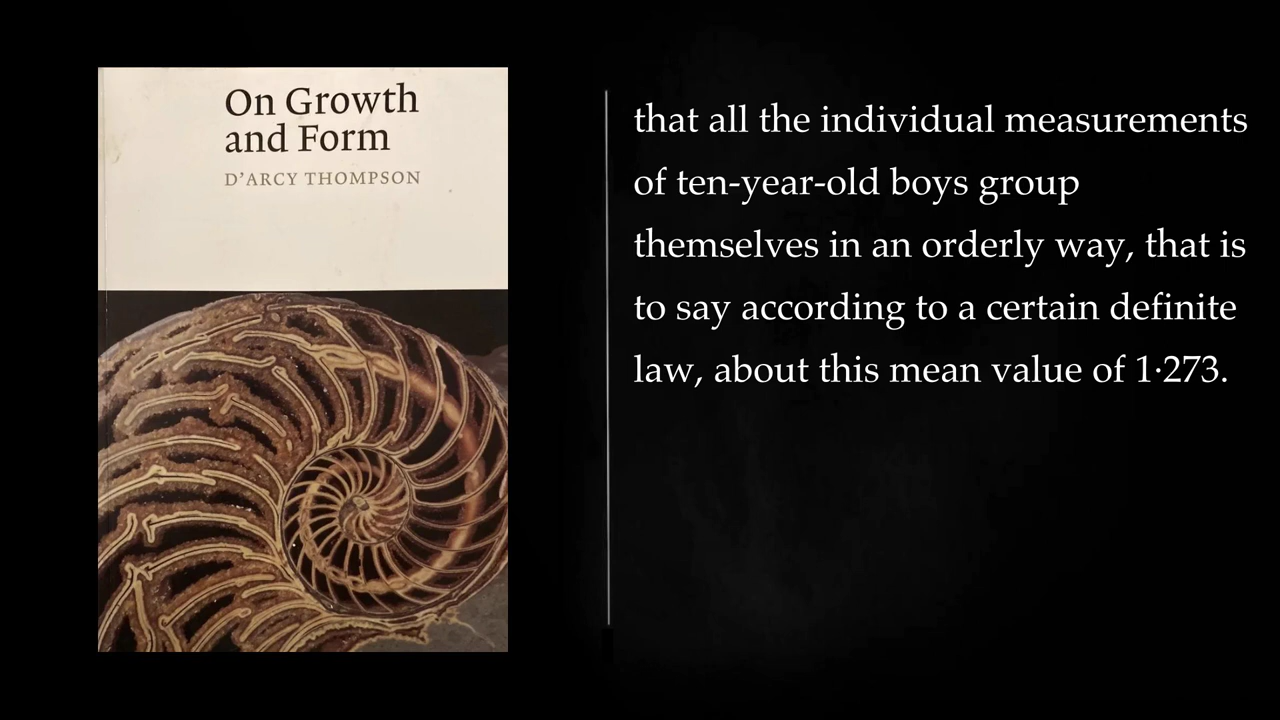 On Growth
and Form
D'ARCY THOMPSON
that all the individual measurements
of ten-year-old boys group
themselves in an orderly way, that is
to say according to a certain definite
law, about this mean value of 1·273.